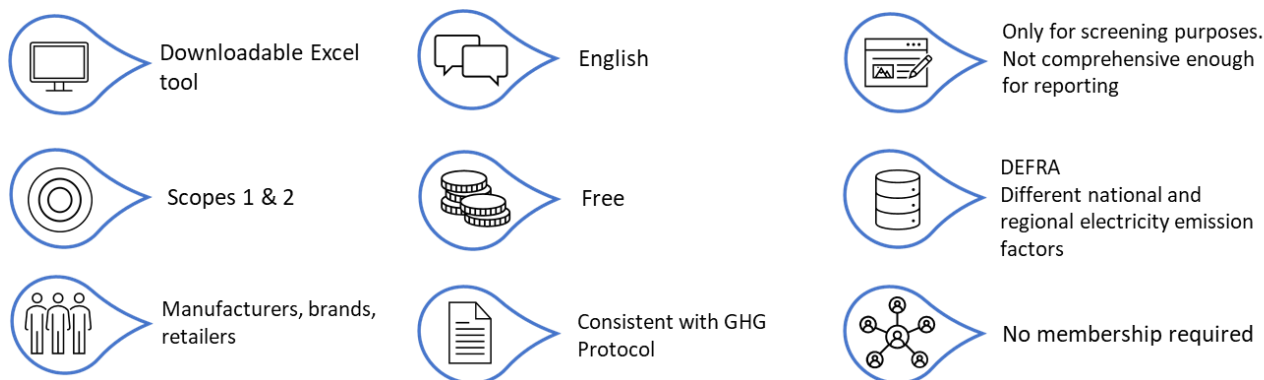 Downloadable Excel
tool
English
Only for screening purposes.
Not comprehensive enough
for reporting
Scopes 1 & 2
Free
DEFRA
Different national and
regional electricity emission
factors
Manufacturers, brands,
retailers
Consistent with GHG
Protocol
No membership required